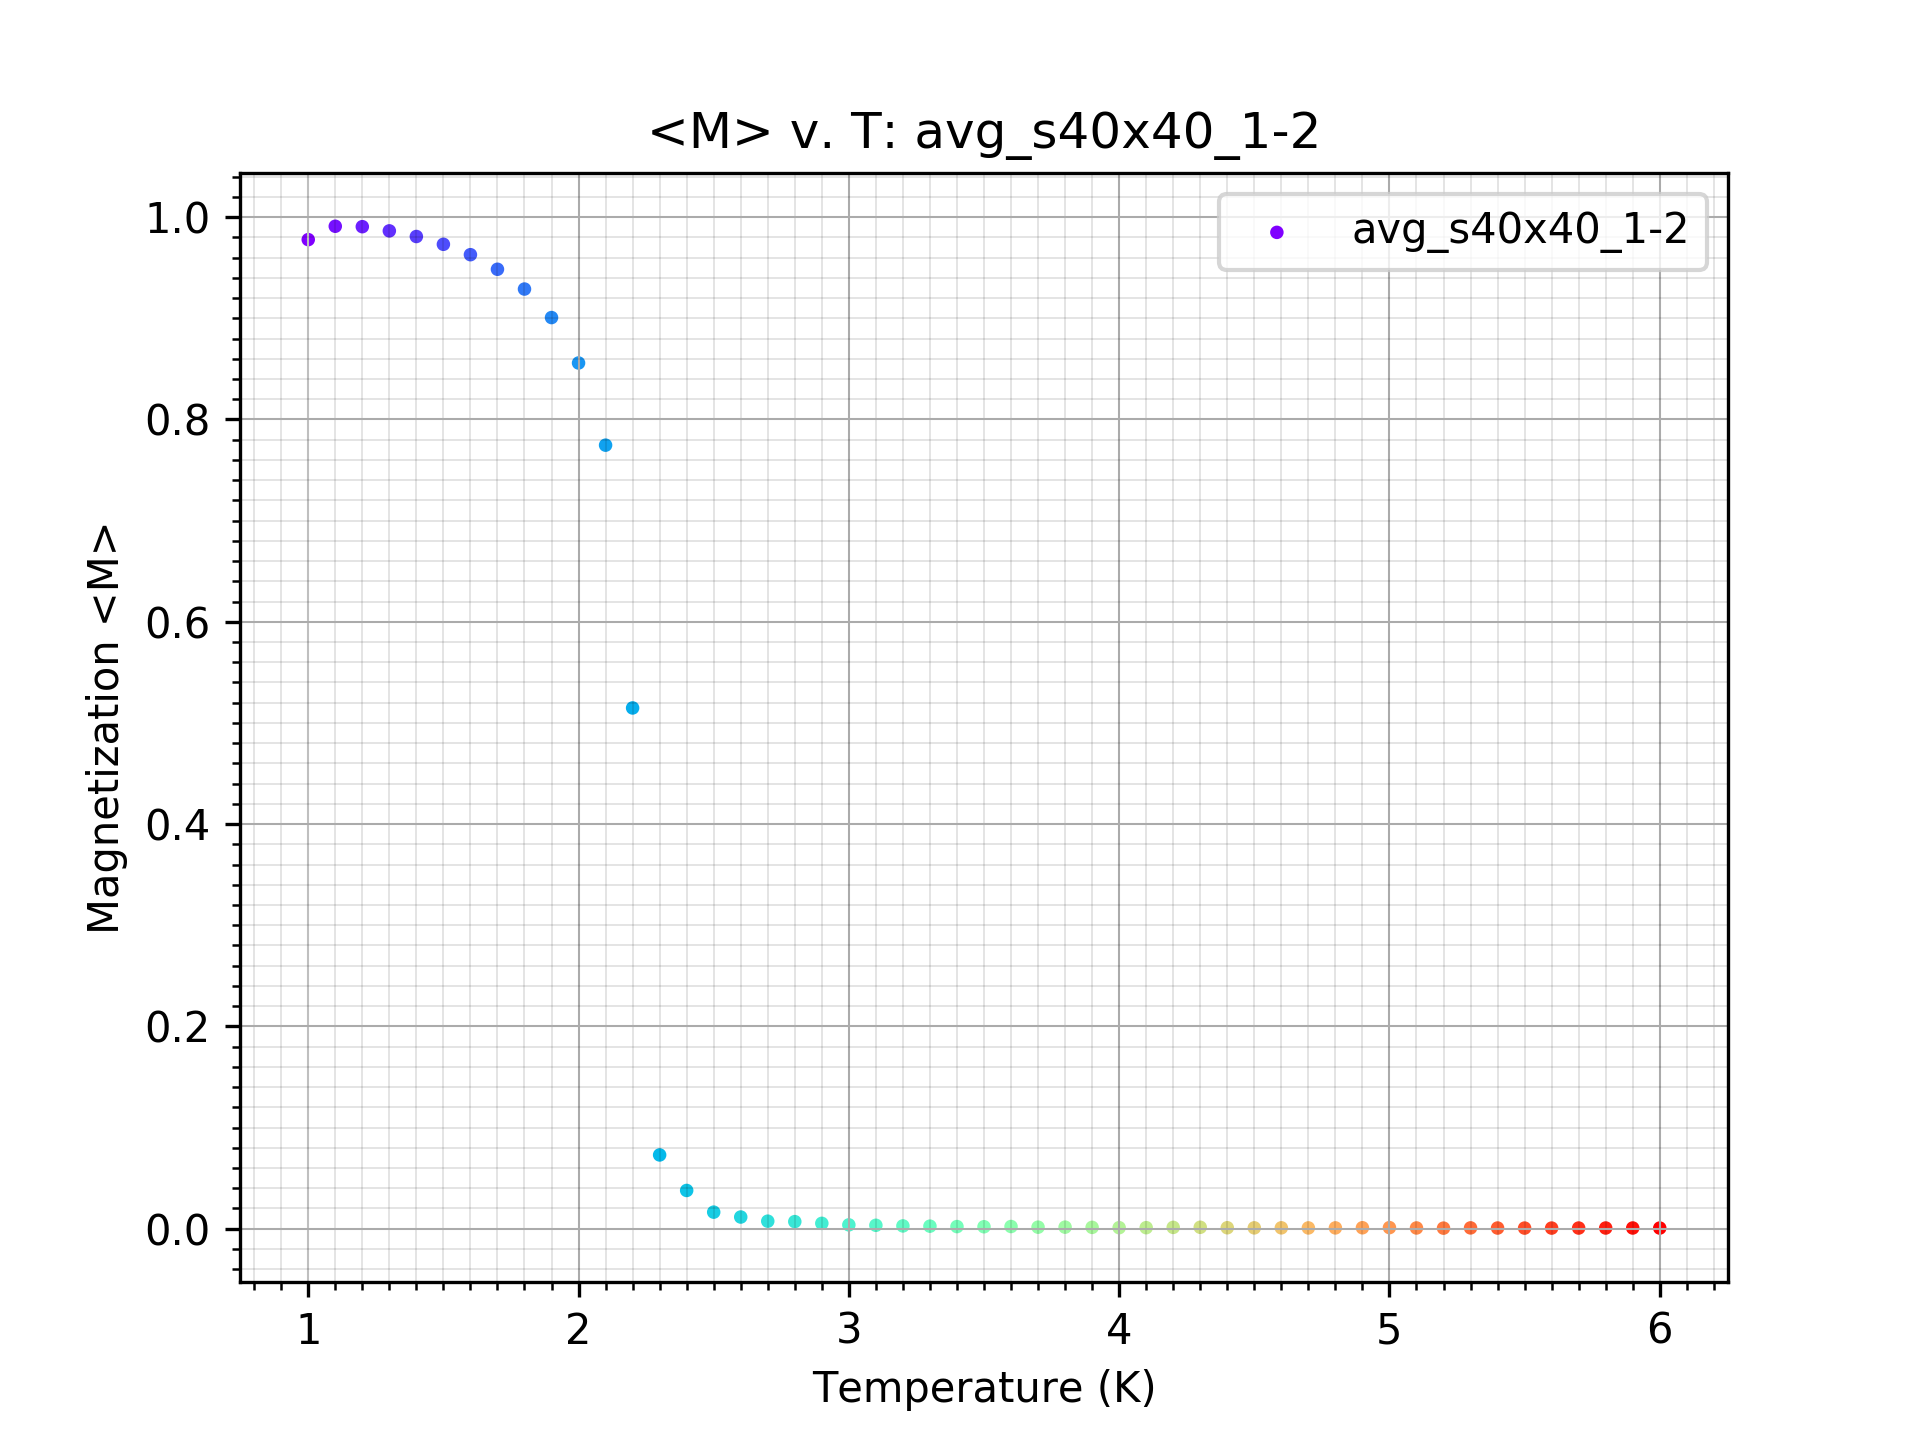 <M> v. T: avg_s40x40_1-2
avg_s40x40_1-2
1.0
0.8
0.6
0.4
0.2
0.0
Magnetization <M>
1 2 3 4 5 6
Temperature (K)